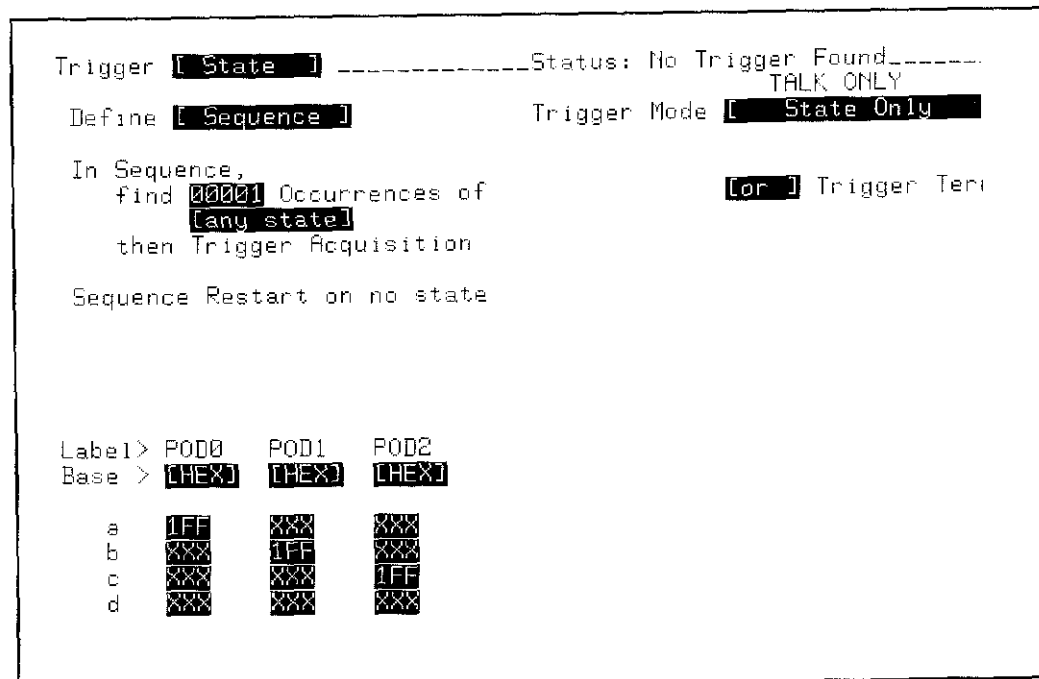 Trigger [ State ] _____________Status: No Trigger Found_______
TALK ONLY
Define [ Sequence ] Trigger Mode [ State Only
In Sequence,
find 00001 Occurrences of [or ] Trigger Ter
[any state]
then Trigger Acquisition
Sequence Restart on no state
Label> POD0 POD1 POD2
Base > [HEX] [HEX] [HEX]
a 1FF XXX XXX
b XXX 1FF XXX
c XXX XXX 1FF
d XXX XXX XXX